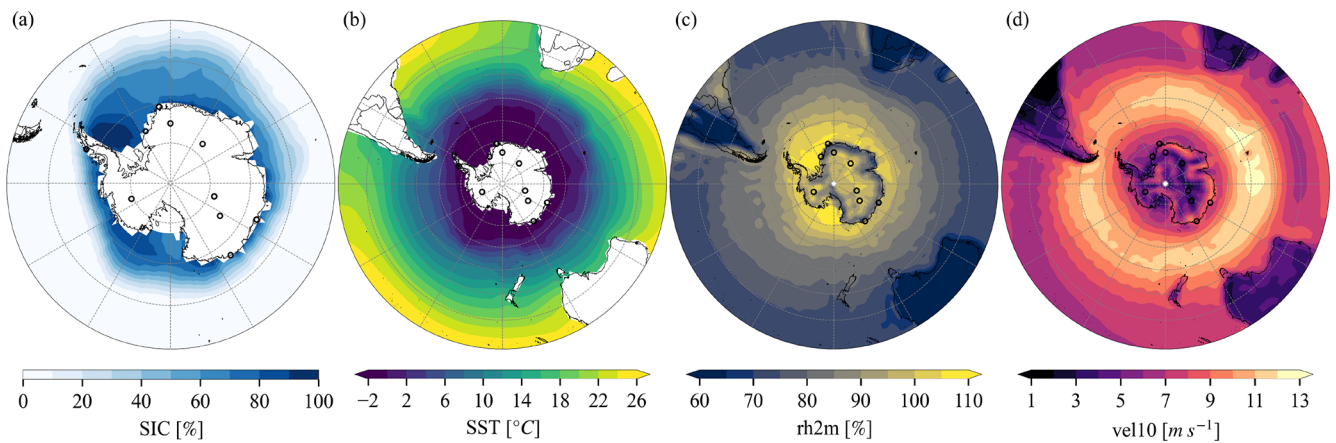 (a) (b) (c) (d)
0 20 40 60 80 100 −2 2 6 10 14 18 22 26 60 70 80 90 100 110 1 3 5 7 9 11 13
SIC [%] SST [°C] rh2m [%] vel10 [m s⁻¹]